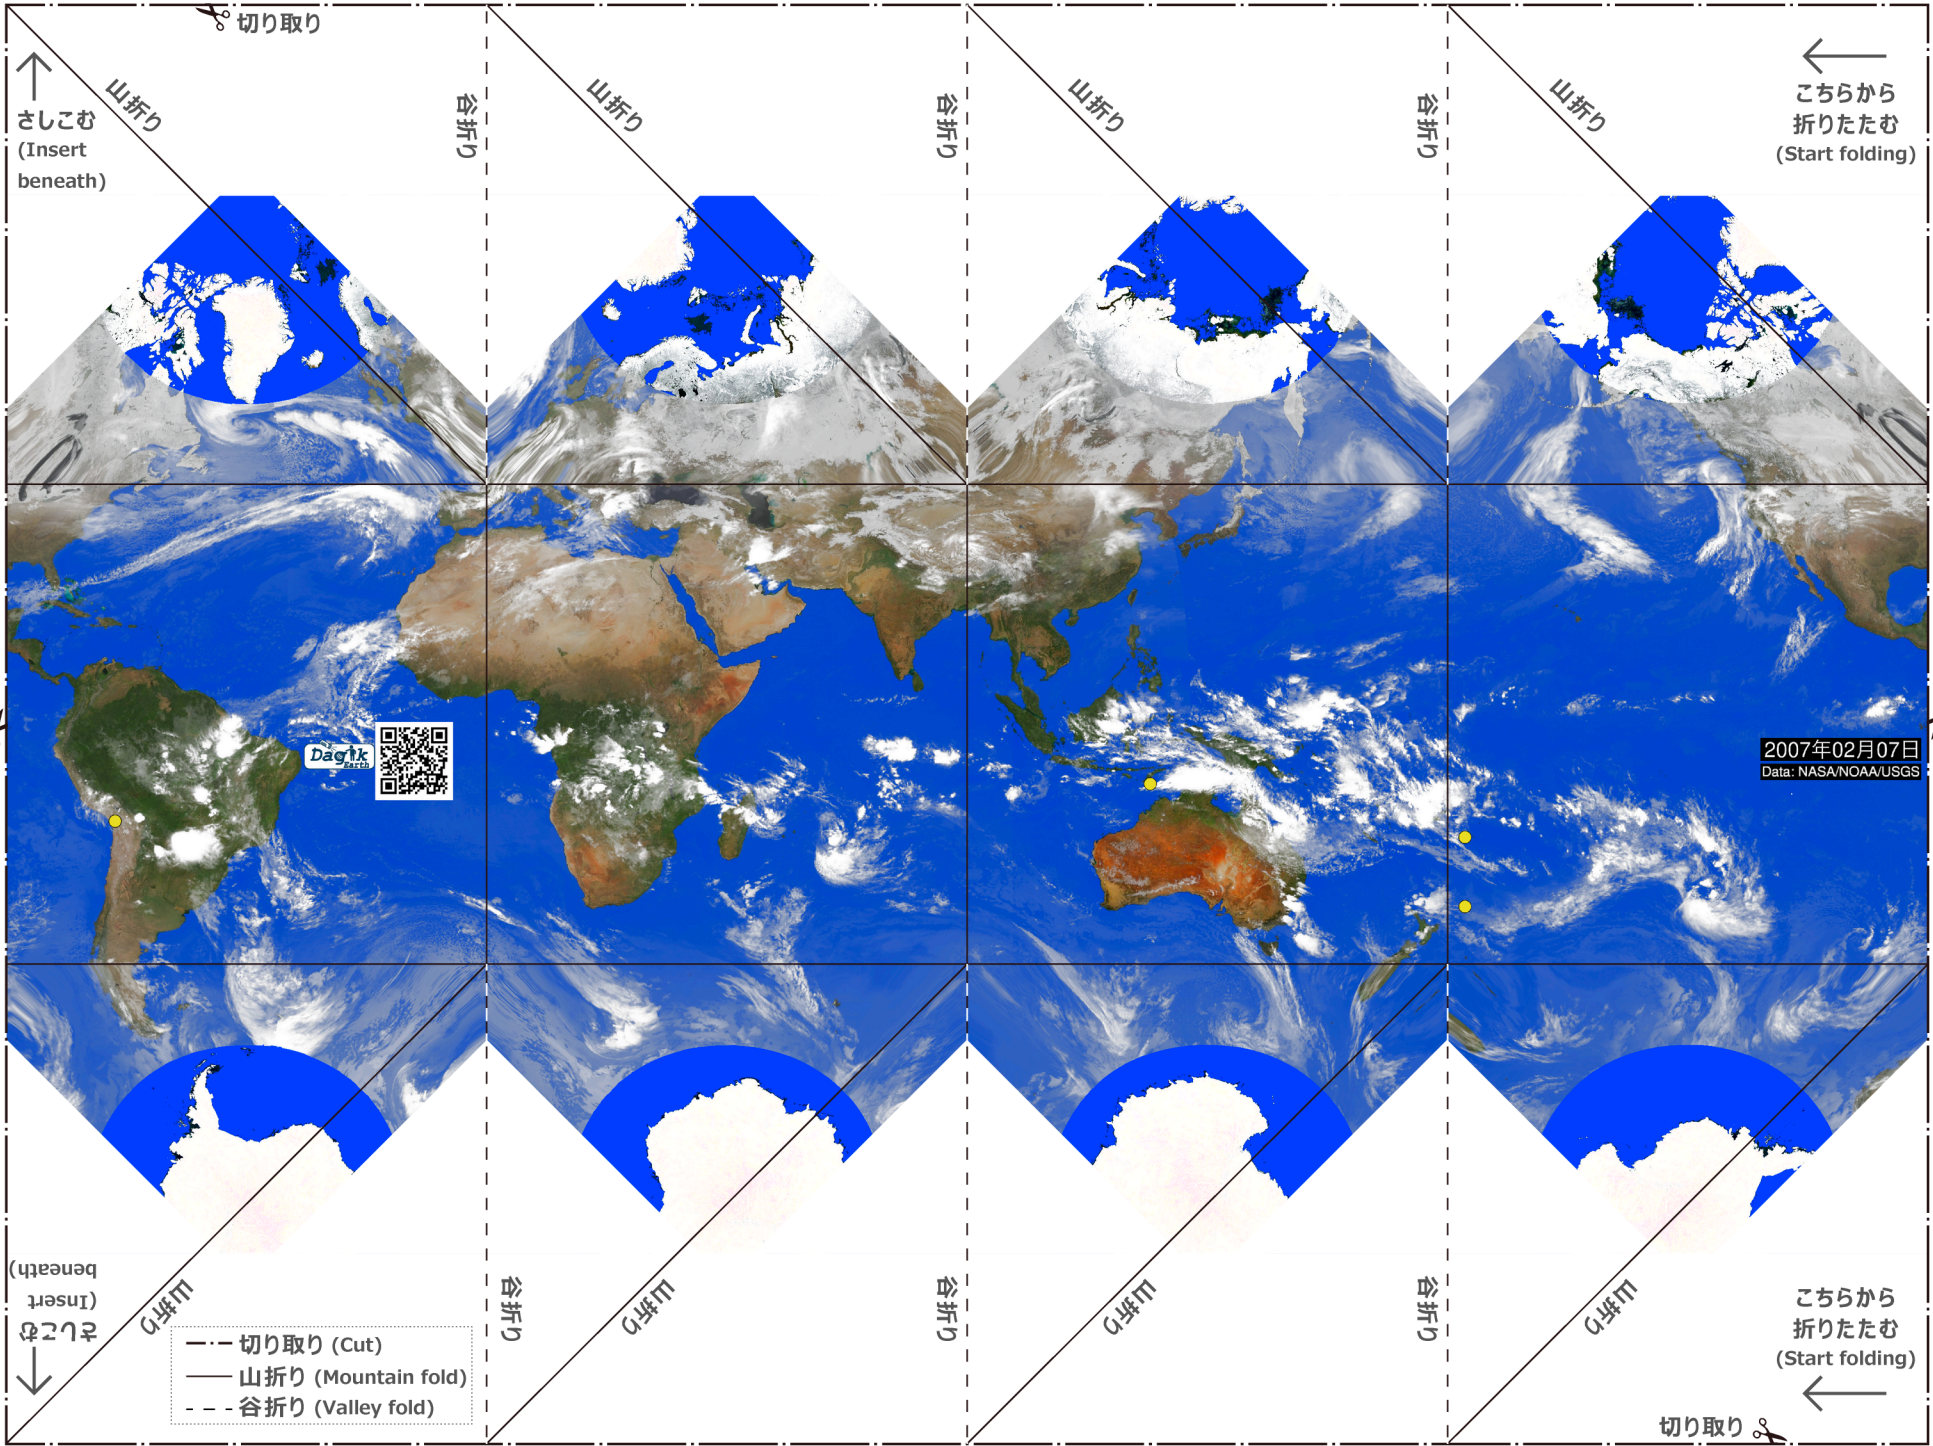 切り取り
山折り
谷折り
山折り
谷折り
山折り
谷折り
山折り
さしこむ
(Insert
beneath)
こちらから
折りたたむ
(Start folding)
Dagik
Earth
2007年02月07日
Data: NASA/NOAA/USGS
さしこむ
(Insert
beneath)
山折り
谷折り
山折り
谷折り
山折り
谷折り
山折り
こちらから
折りたたむ
(Start folding)
切り取り (Cut)
山折り (Mountain fold)
谷折り (Valley fold)
切り取り